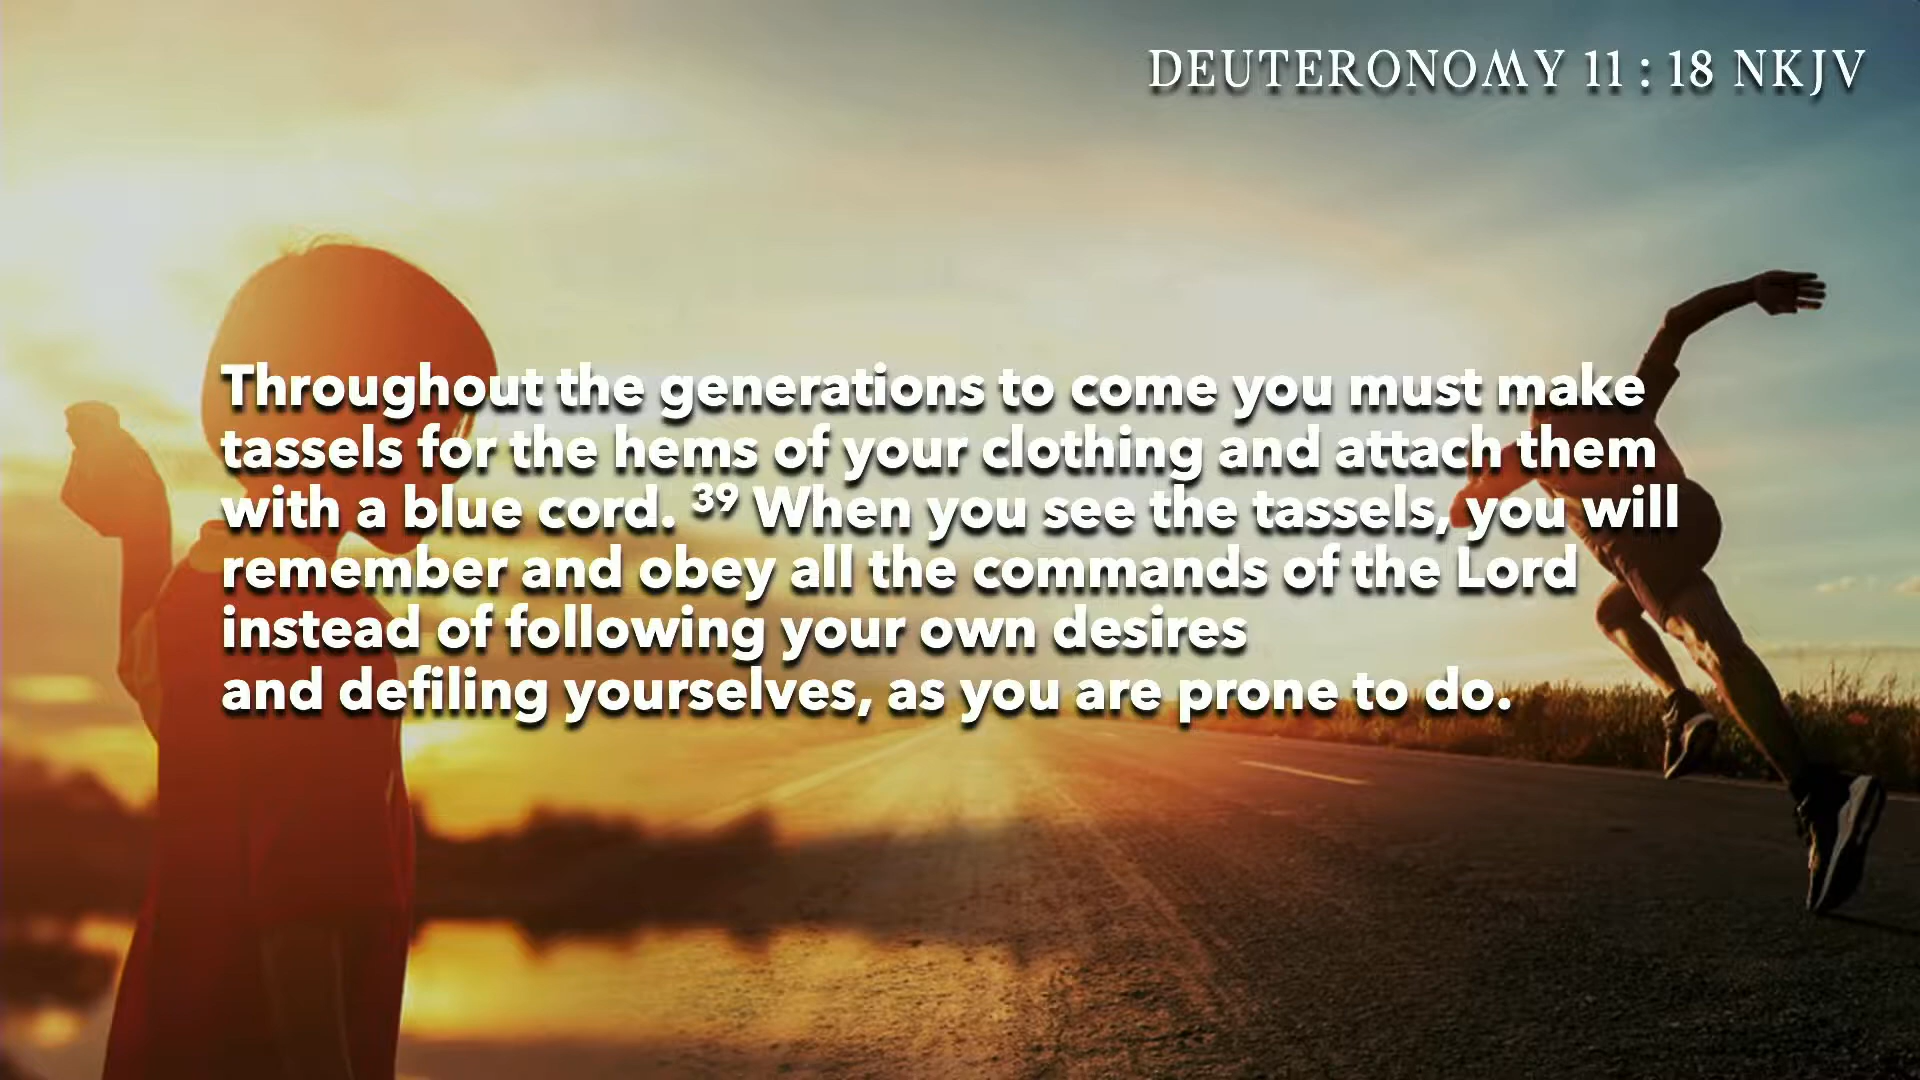 DEUTERONOMY 11 : 18 NKJV
Throughout the generations to come you must make
tassels for the hems of your clothing and attach them
with a blue cord. ³⁹ When you see the tassels, you will
remember and obey all the commands of the Lord
instead of following your own desires
and defiling yourselves, as you are prone to do.